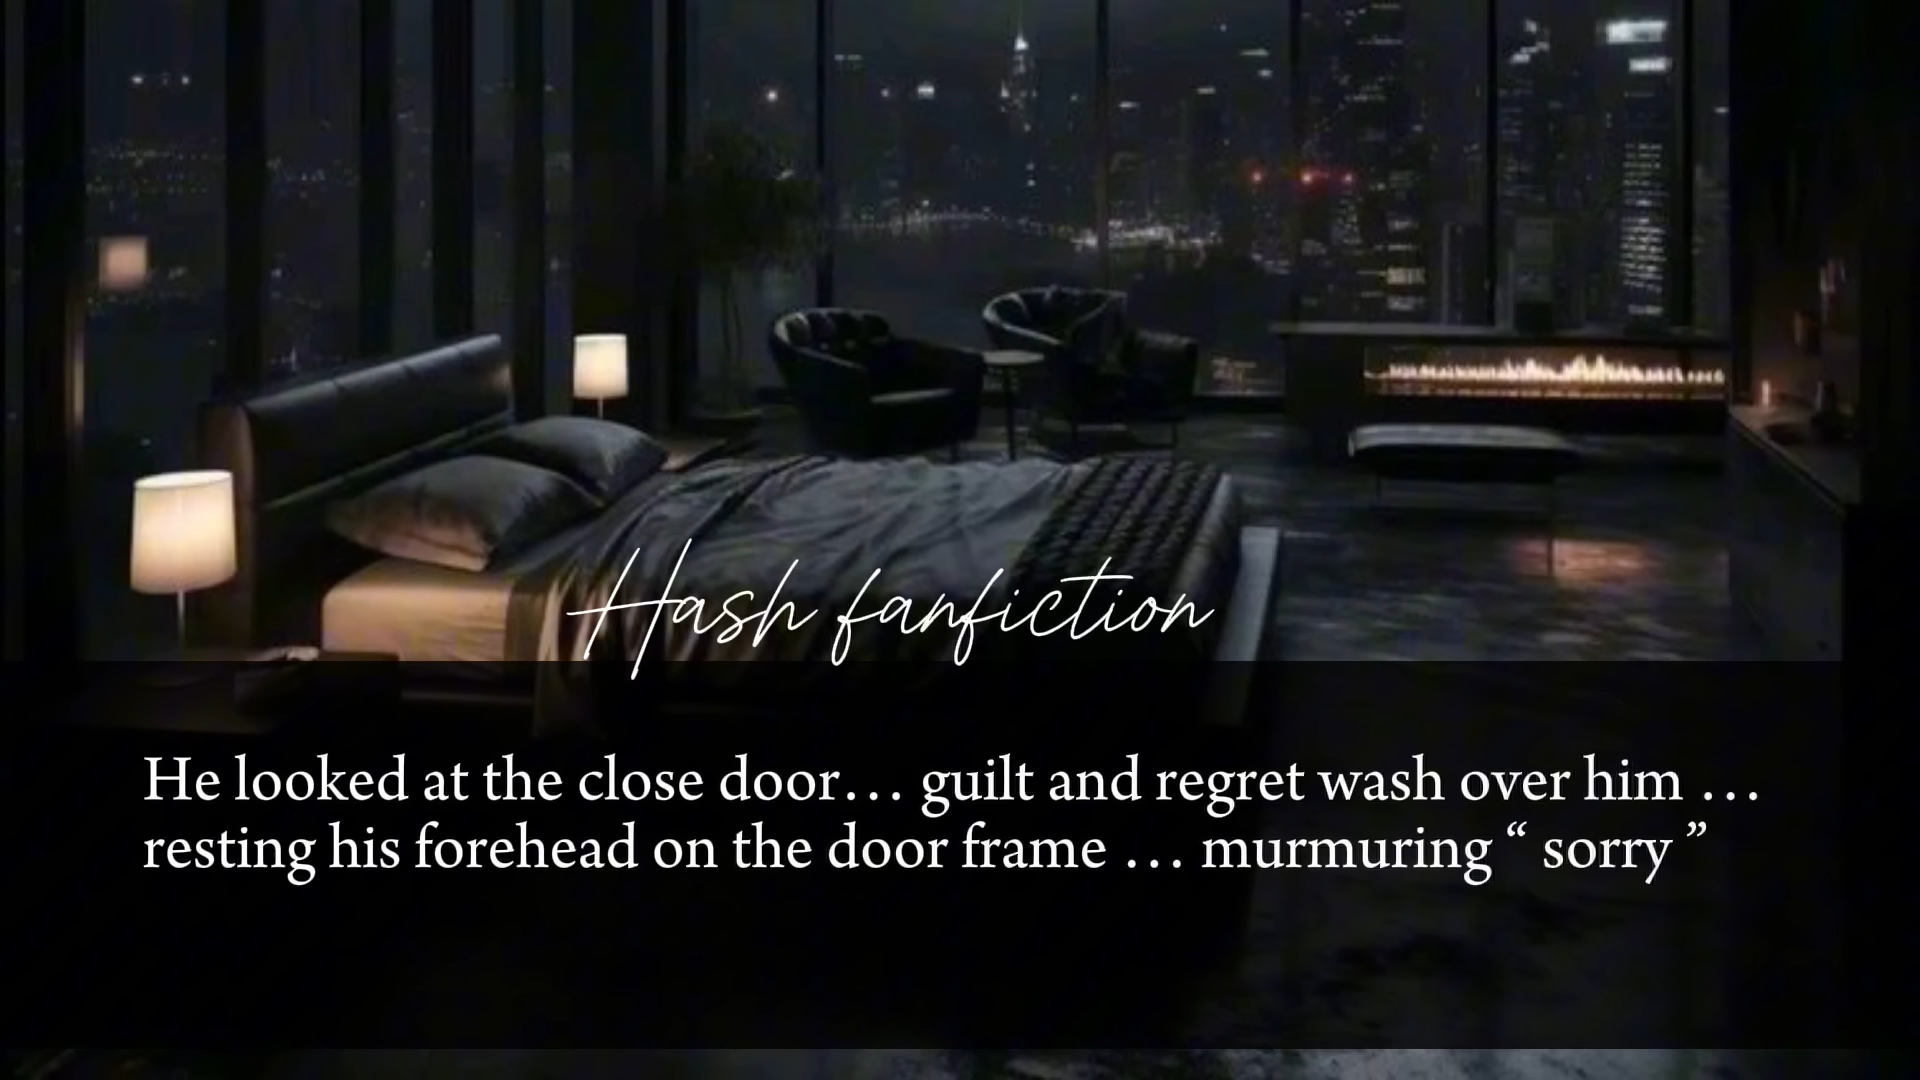 Hash fanfiction
He looked at the close door... guilt and regret wash over him ...
resting his forehead on the door frame ... murmuring “ sorry ”